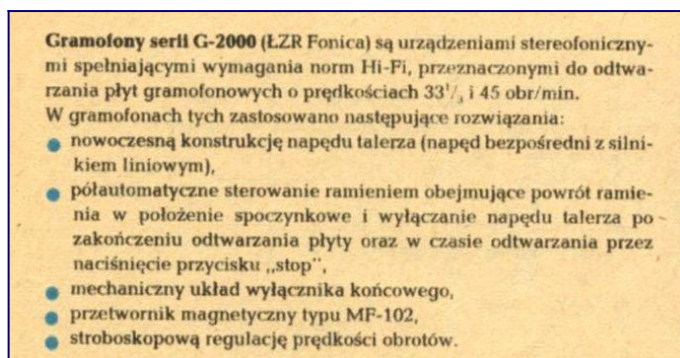 Gramofony serii G-2000 (ŁZR Fonica) są urządzeniami stereofoniczny-
mi spełniającymi wymagania norm Hi-Fi, przeznaczonymi do odtwa-
rzania płyt gramofonowych o prędkościach 33¹/₃ i 45 obr/min.
W gramofonach tych zastosowano następujące rozwiązania:
● nowoczesną konstrukcję napędu talerza (napęd bezpośredni z silni-
kiem liniowym),
● półautomatyczne sterowanie ramieniem obejmujące powrót ramie-
nia w położenie spoczynkowe i wyłączanie napędu talerza po
zakończeniu odtwarzania płyty oraz w czasie odtwarzania przez
naciśnięcie przycisku „stop”,
● mechaniczny układ wyłącznika końcowego,
● przetwornik magnetyczny typu MF-102,
● stroboskopową regulację prędkości obrotów.